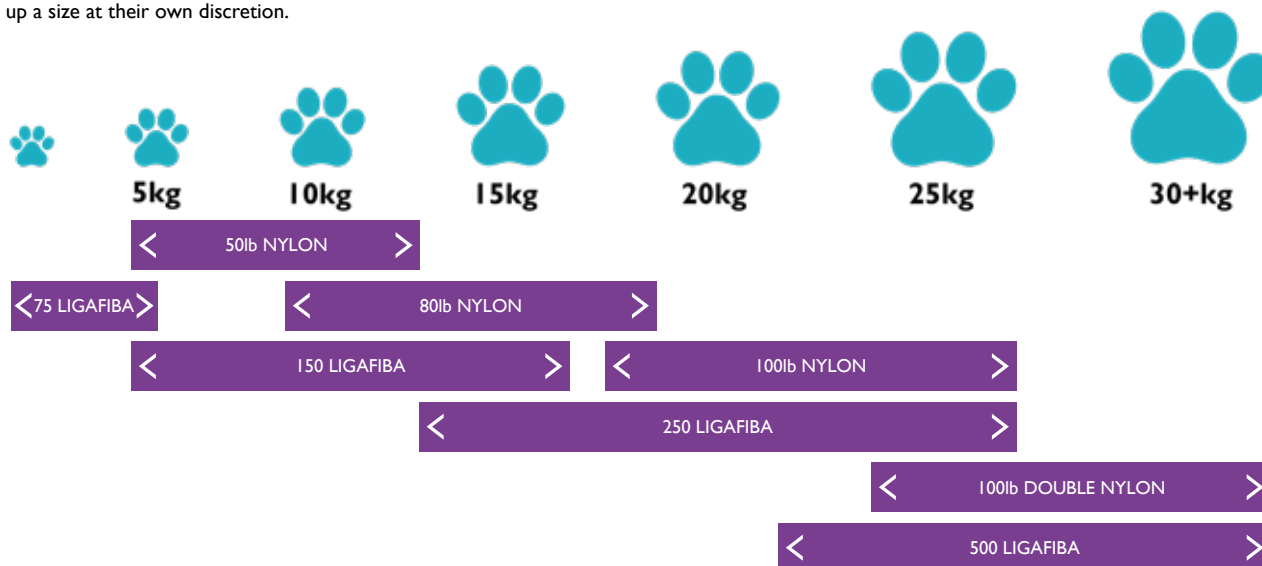 up a size at their own discretion.
5kg 10kg 15kg 20kg 25kg 30+kg
50lb NYLON
75 LIGAFIBA 80lb NYLON
150 LIGAFIBA 100lb NYLON
250 LIGAFIBA
100lb DOUBLE NYLON
500 LIGAFIBA